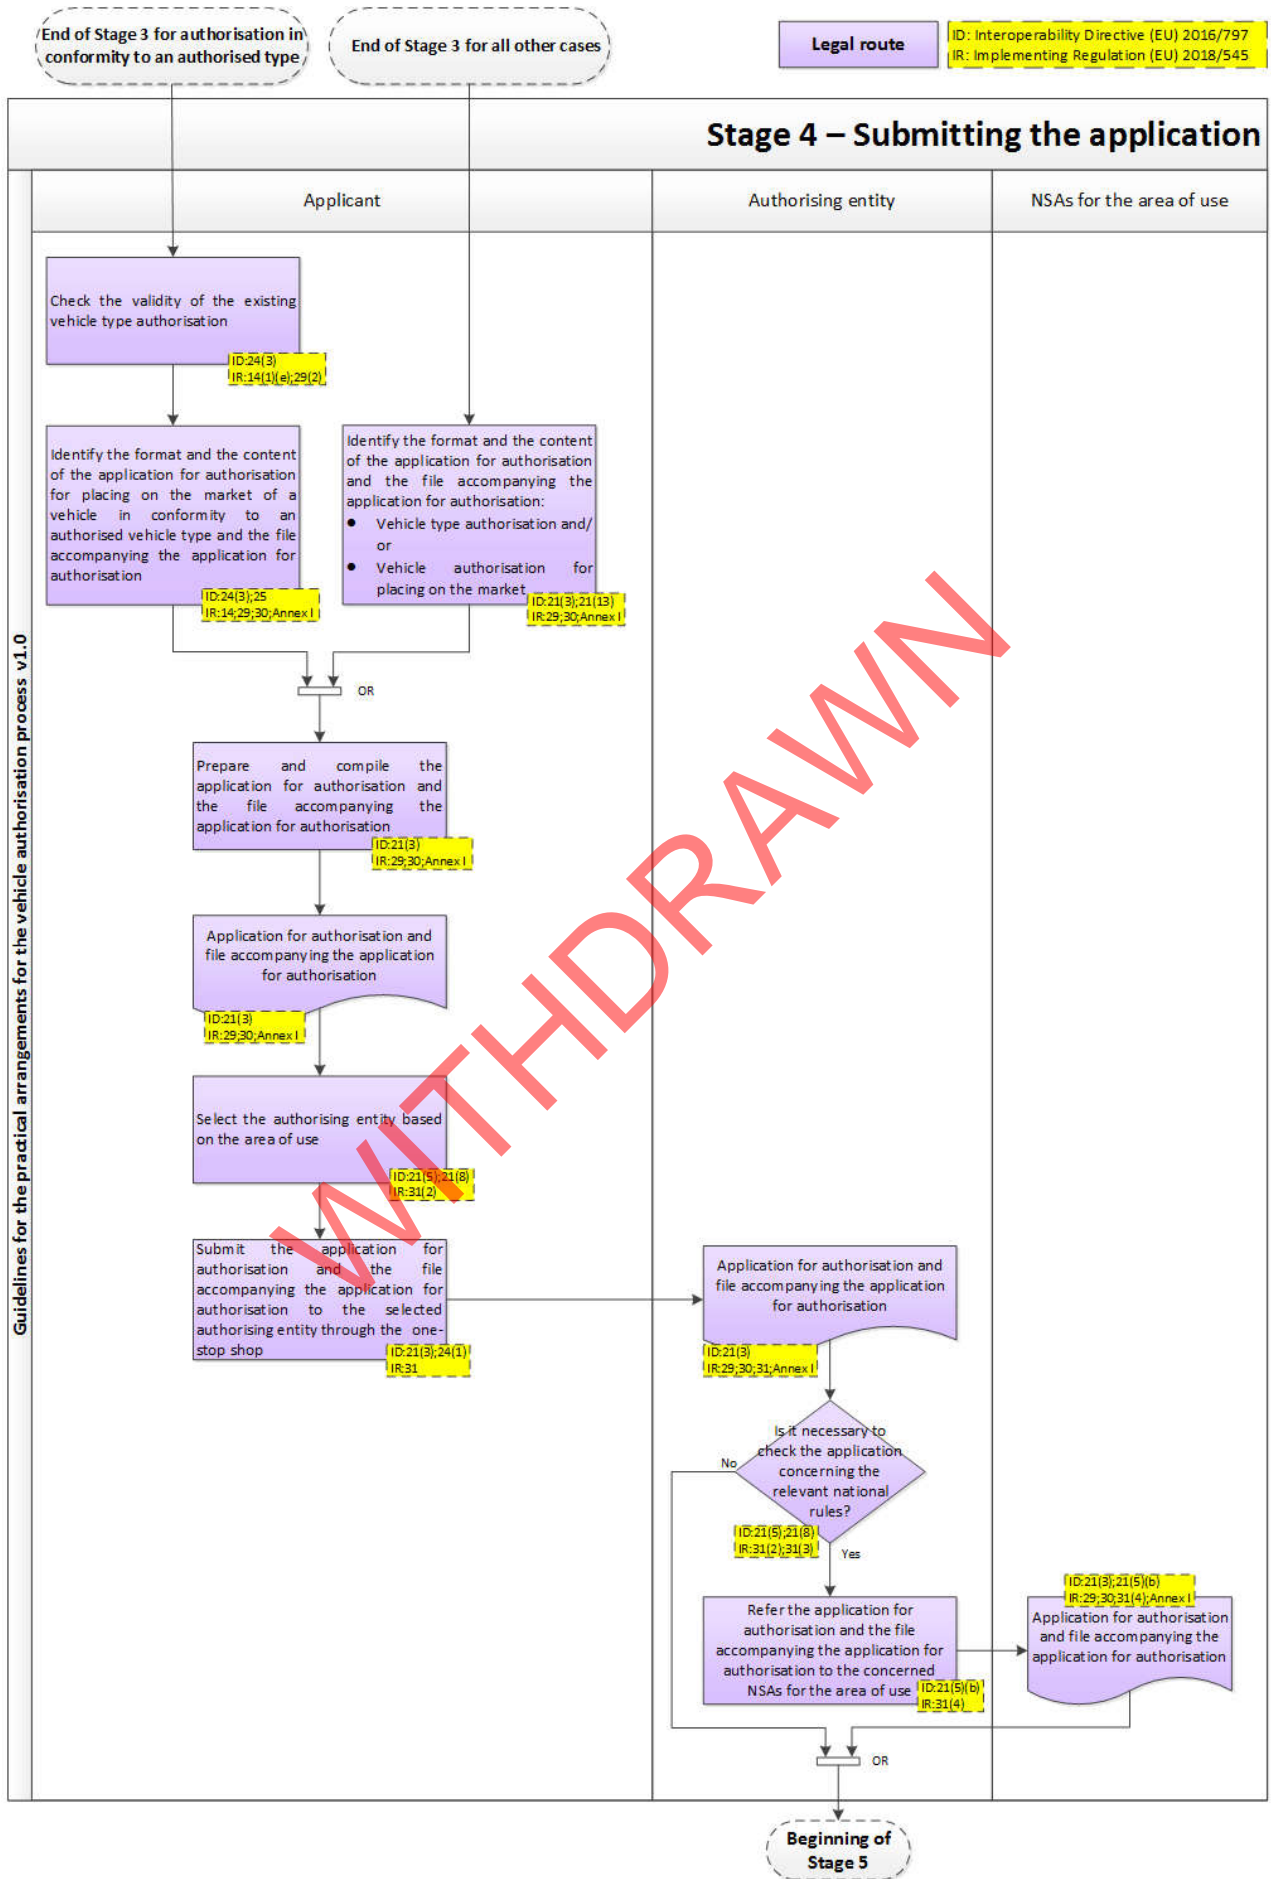 End of Stage 3 for authorisation in
conformity to an authorised type
End of Stage 3 for all other cases
Legal route
ID: Interoperability Directive (EU) 2016/797
IR: Implementing Regulation (EU) 2018/545
Stage 4 – Submitting the application
Applicant
Authorising entity
NSAs for the area of use
Guidelines for the practical arrangements for the vehicle authorisation process v1.0
Check the validity of the existing
vehicle type authorisation
ID:24(3)
IR:14(1)(e);29(2)
Identify the format and the content
of the application for authorisation
for placing on the market of a
vehicle in conformity to an
authorised vehicle type and the file
accompanying the application for
authorisation
ID:24(3);25
IR:14;29;30;Annex I
Identify the format and the content
of the application for authorisation
and the file accompanying the
application for authorisation:
● Vehicle type authorisation and/
or
● Vehicle authorisation for
placing on the market
ID:21(3);21(13)
IR:29;30;Annex I
OR
Prepare and compile the
application for authorisation and
the file accompanying the
application for authorisation
ID:21(3)
IR:29;30;Annex I
Application for authorisation and
file accompanying the application
for authorisation
ID:21(3)
IR:29;30;Annex I
Select the authorising entity based
on the area of use
ID:21(5);21(8)
IR:31(2)
Submit the application for
authorisation and the file
accompanying the application for
authorisation to the selected
authorising entity through the one-
stop shop
ID:21(3);24(1)
IR:31
Application for authorisation and
file accompanying the application
for authorisation
ID:21(3)
IR:29;30;31;Annex I
Is it necessary to
check the application
concerning the
relevant national
rules?
No
ID:21(5);21(8)
IR:31(2);31(3)
Yes
Refer the application for
authorisation and the file
accompanying the application for
authorisation to the concerned
NSAs for the area of use
ID:21(5)(b)
IR:31(4)
ID:21(3);21(5)(b)
IR:29;30;31(4);Annex I
Application for authorisation
and file accompanying the
application for authorisation
OR
Beginning of
Stage 5
WITHDRAWN